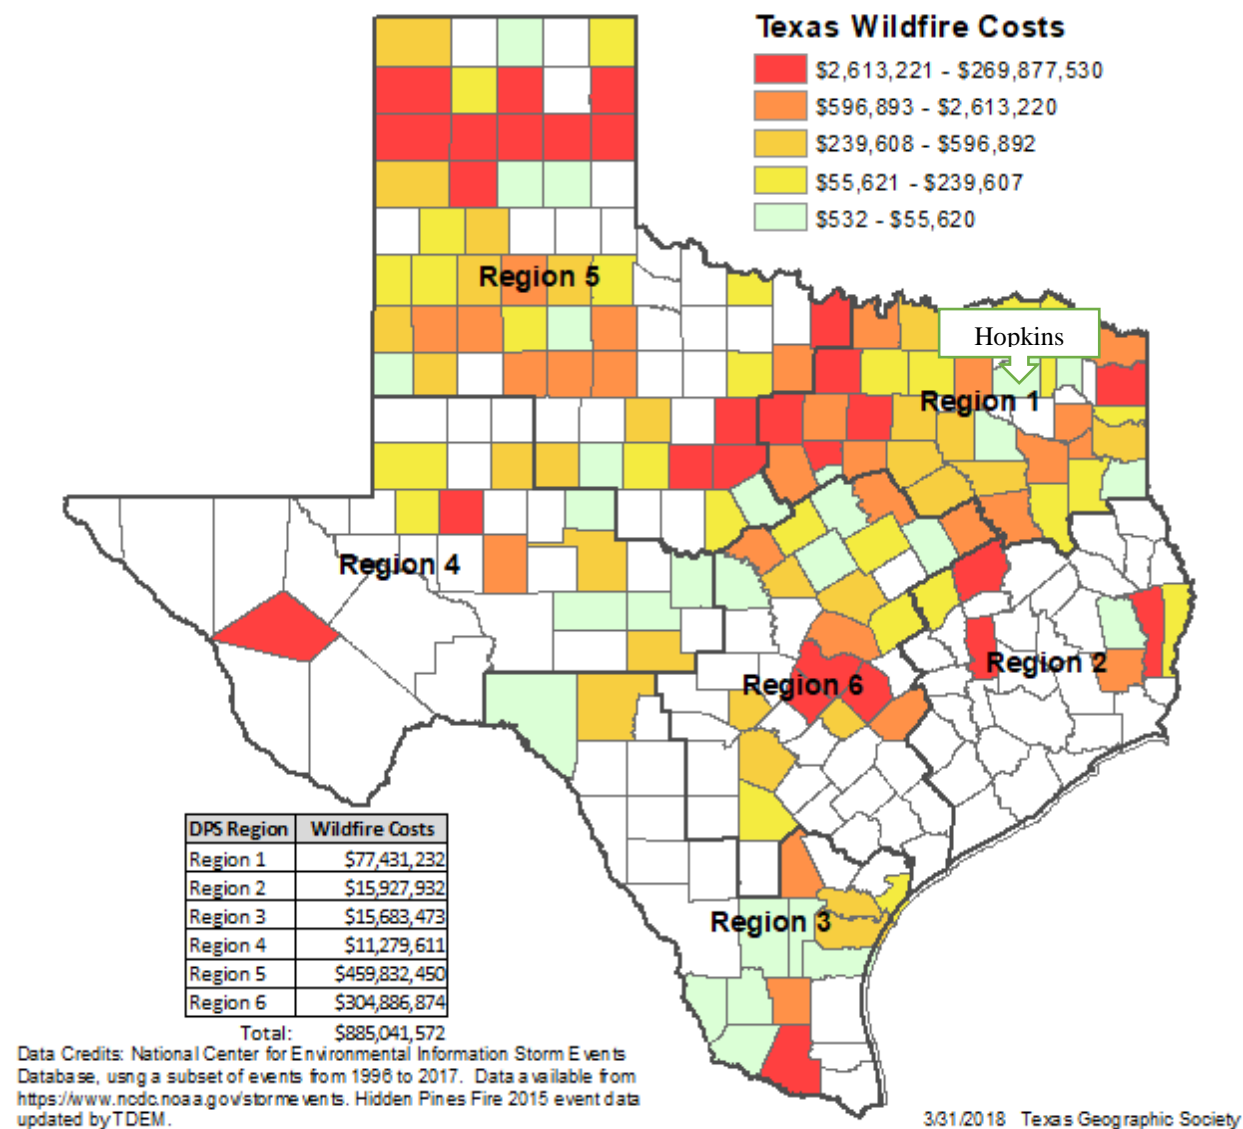 Texas Wildfire Costs
$2,613,221 - $269,877,530
$596,893 - $2,613,220
$239,608 - $596,892
$55,621 - $239,607
$532 - $55,620
Region 5
Hopkins
Region 1
Region 4
Region 2
Region 6
Region 3
DPS Region Wildfire Costs
Region 1 $77,431,232
Region 2 $15,927,932
Region 3 $15,683,473
Region 4 $11,279,611
Region 5 $459,832,450
Region 6 $304,886,874
Total: $885,041,572
Data Credits: National Center for Environmental Information Storm Events
Database, usng a subset of events from 1996 to 2017. Data available from
https://www.ncdc.noaa.gov/stormevents. Hidden Pines Fire 2015 event data
updated by TDEM.
3/31/2018 Texas Geographic Society